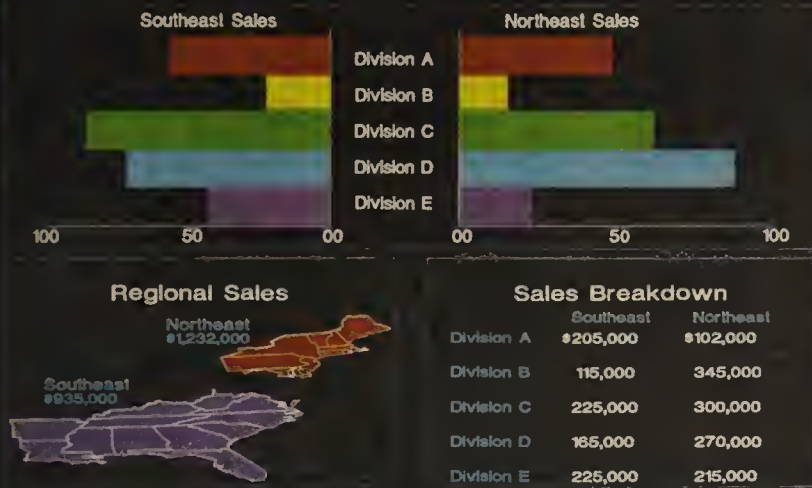 Southeast Sales
Northeast Sales
Division A
Division B
Division C
Division D
Division E
100 50 00
00 50 100
Regional Sales
Northeast
$1,232,000
Southeast
$935,000
Sales Breakdown
Southeast Northeast
Division A $205,000 $102,000
Division B 115,000 345,000
Division C 225,000 300,000
Division D 165,000 270,000
Division E 225,000 215,000